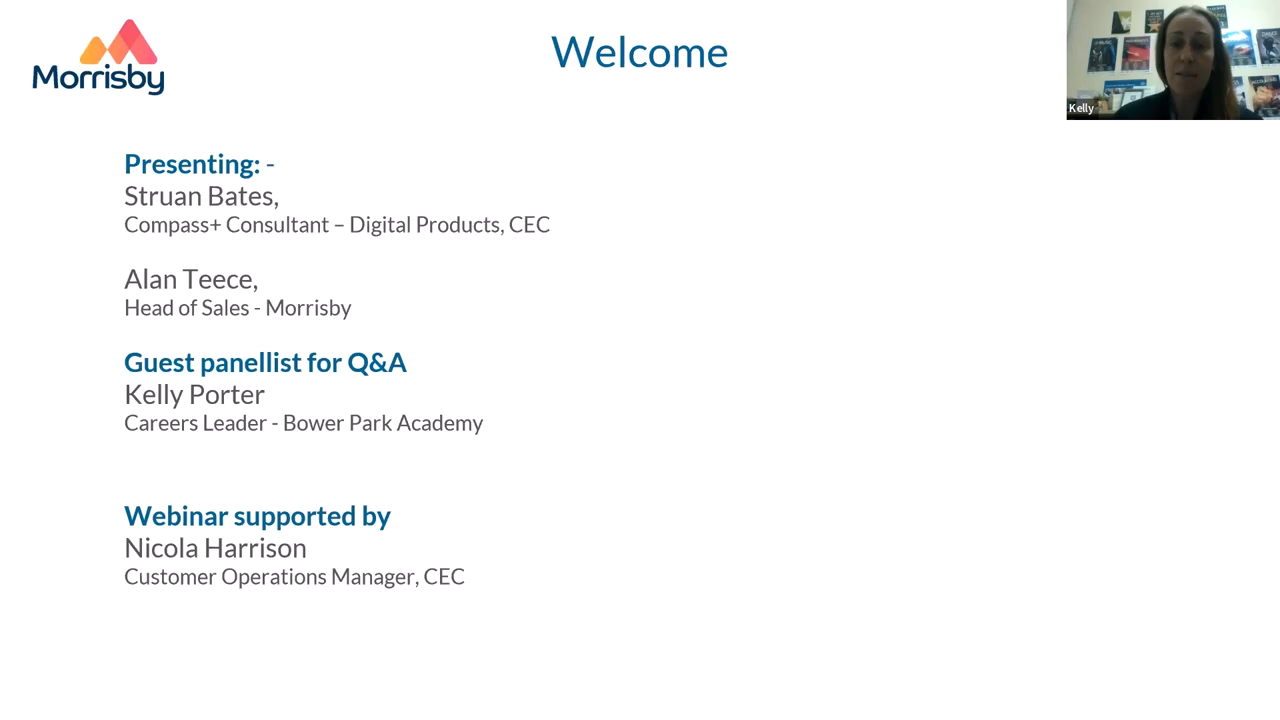 Morrisby
Welcome
Kelly
Presenting: -
Struan Bates,
Compass+ Consultant – Digital Products, CEC
Alan Teece,
Head of Sales - Morrisby
Guest panellist for Q&A
Kelly Porter
Careers Leader - Bower Park Academy
Webinar supported by
Nicola Harrison
Customer Operations Manager, CEC